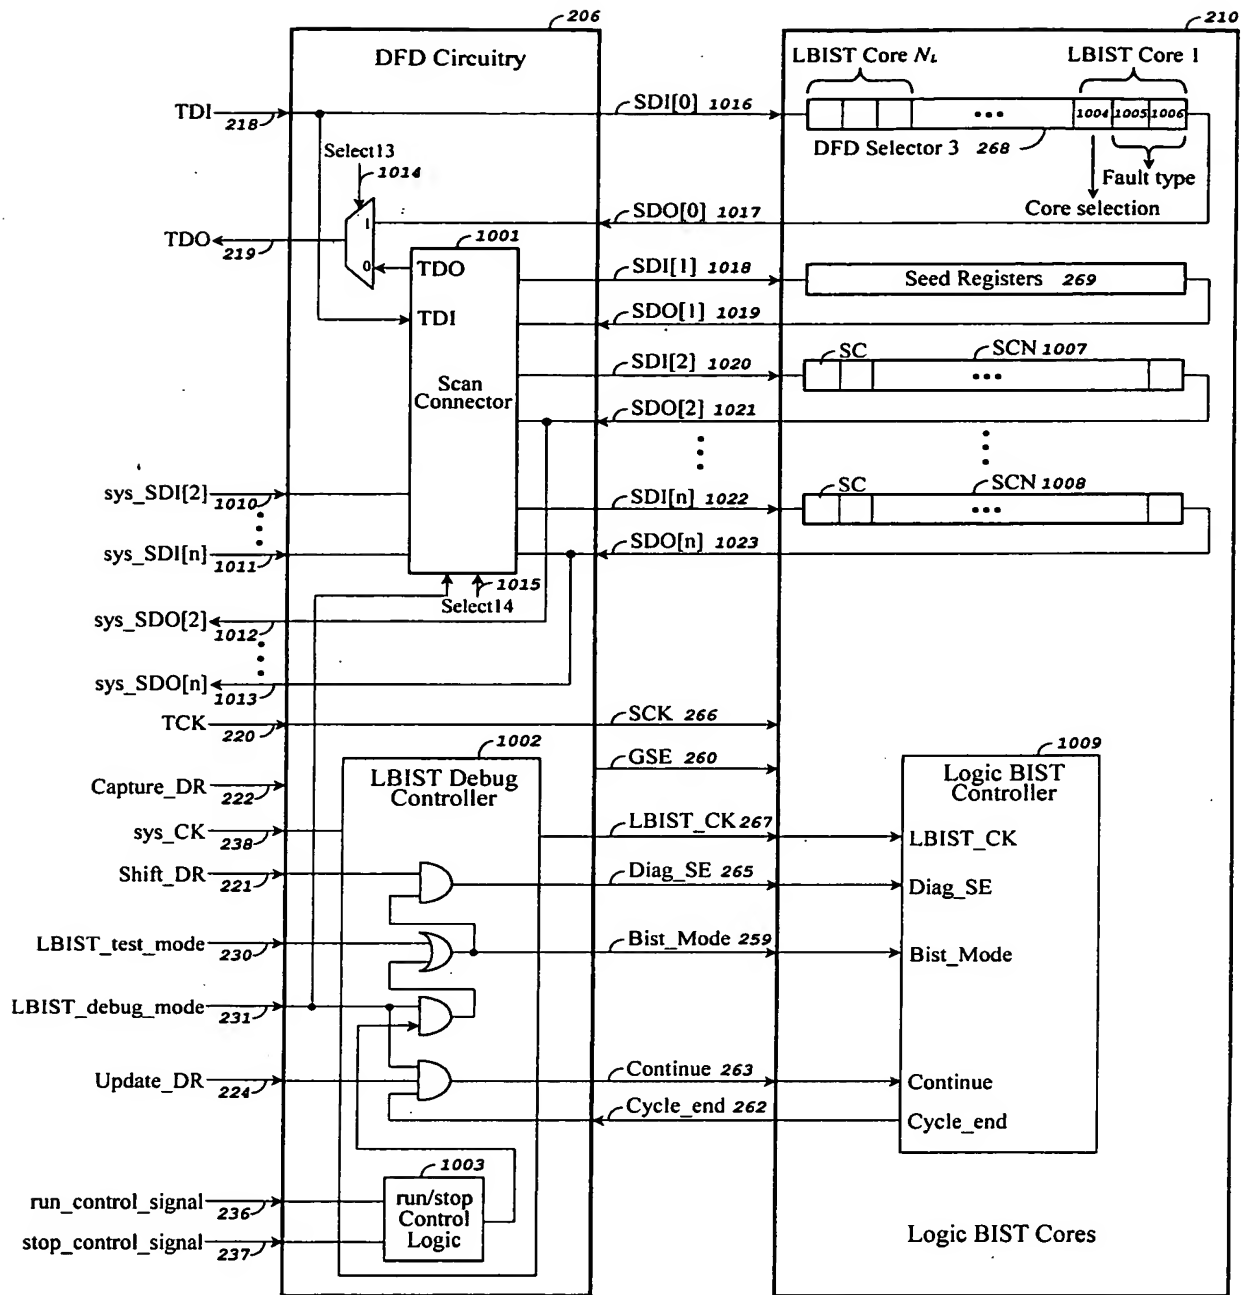 206
210
DFD Circuitry
LBIST Core N_L
LBIST Core 1
TDI
218
SDI[0] 1016
1004 1005 1006
DFD Selector 3 268
Select13
1014
Fault type
Core selection
1
SDO[0] 1017
TDO
219
1001
0
TDO
SDI[1] 1018
Seed Registers 269
TDI
SDO[1] 1019
SC
SCN 1007
SDI[2] 1020
Scan
Connector
SDO[2] 1021
sys_SDI[2]
1010
SDI[n] 1022
SC
SCN 1008
sys_SDI[n]
1011
SDO[n] 1023
1015
Select14
sys_SDO[2]
1012
sys_SDO[n]
1013
TCK
220
SCK 266
1002
1009
GSE 260
LBIST Debug
Controller
Logic BIST
Controller
Capture_DR
222
sys_CK
238
LBIST_CK 267
LBIST_CK
Shift_DR
221
Diag_SE 265
Diag_SE
LBIST_test_mode
230
Bist_Mode 259
Bist_Mode
LBIST_debug_mode
231
Update_DR
224
Continue 263
Continue
Cycle_end 262
Cycle_end
1003
run_control_signal
236
run/stop
Control
Logic
stop_control_signal
237
Logic BIST Cores